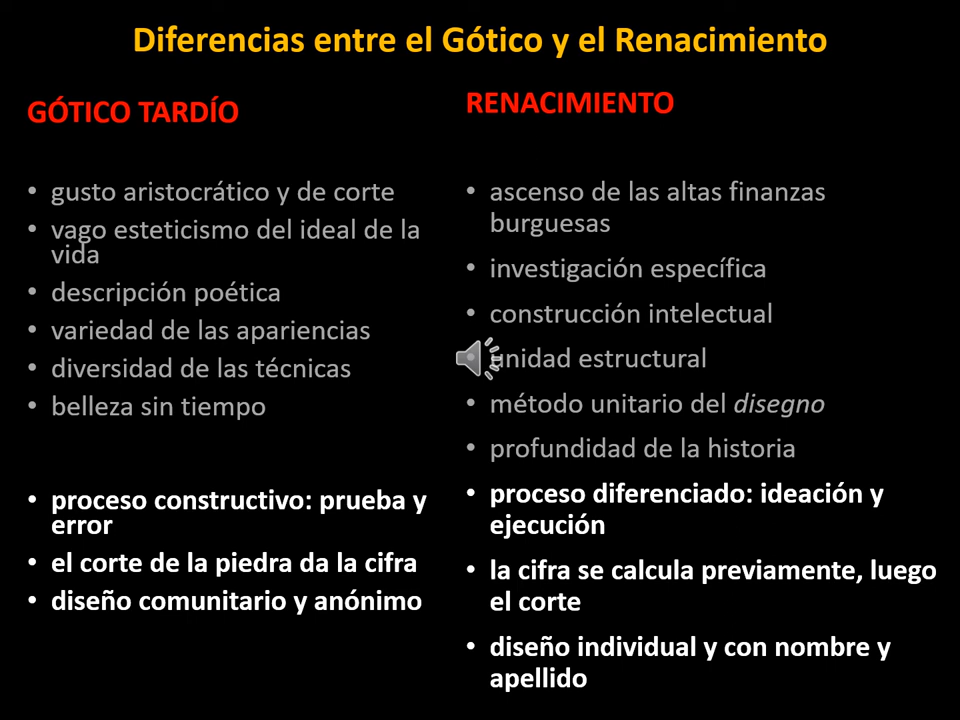 Diferencias entre el Gótico y el Renacimiento
GÓTICO TARDÍO
• gusto aristocrático y de corte
• vago esteticismo del ideal de la
vida
• descripción poética
• variedad de las apariencias
• diversidad de las técnicas
• belleza sin tiempo
• proceso constructivo: prueba y
error
• el corte de la piedra da la cifra
• diseño comunitario y anónimo
RENACIMIENTO
• ascenso de las altas finanzas
burguesas
• investigación específica
• construcción intelectual
• unidad estructural
• método unitario del disegno
• profundidad de la historia
• proceso diferenciado: ideación y
ejecución
• la cifra se calcula previamente, luego
el corte
• diseño individual y con nombre y
apellido